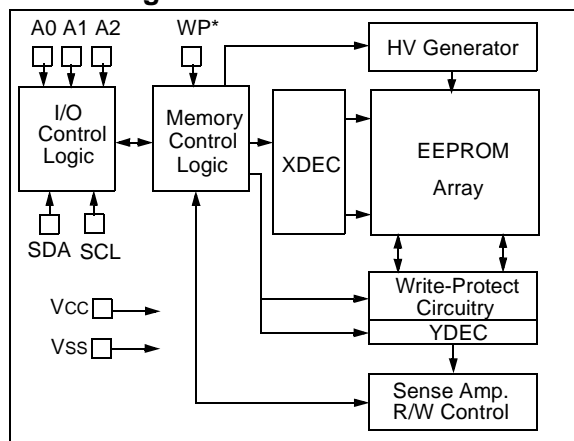 A0 A1 A2
WP*
HV Generator
I/O
Control
Logic
Memory
Control
Logic
XDEC
EEPROM
Array
SDA SCL
Write-Protect
Circuitry
YDEC
VCC
VSS
Sense Amp.
R/W Control